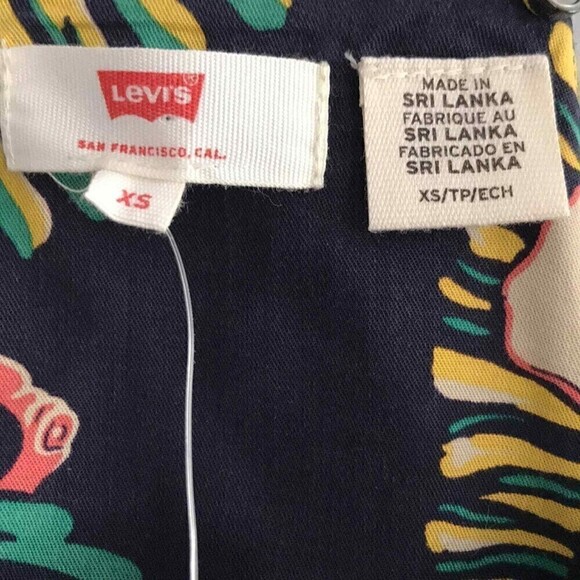 Levi's
SAN FRANCISCO, CAL.
XS
MADE IN
SRI LANKA
FABRIQUE AU
SRI LANKA
FABRICADO EN
SRI LANKA
XS/TP/ECH